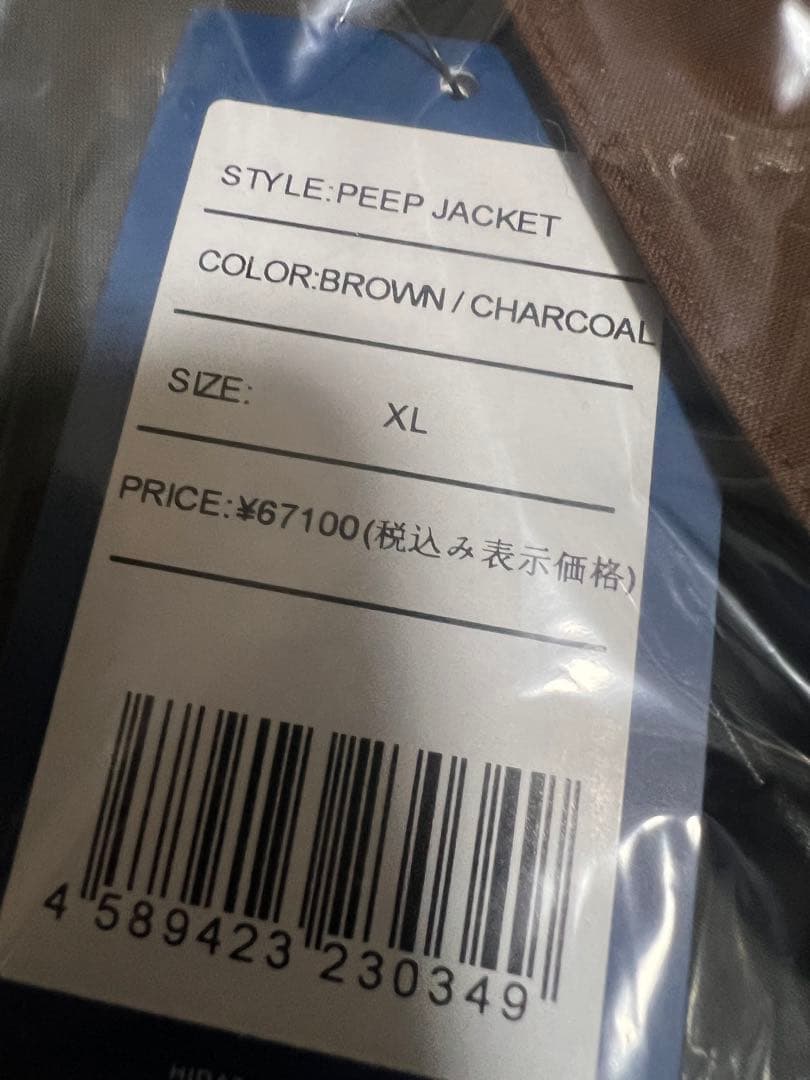 STYLE:PEEP JACKET
COLOR:BROWN / CHARCOAL
SIZE: XL
PRICE:¥67100(税込み表示価格)
4 589423 230349